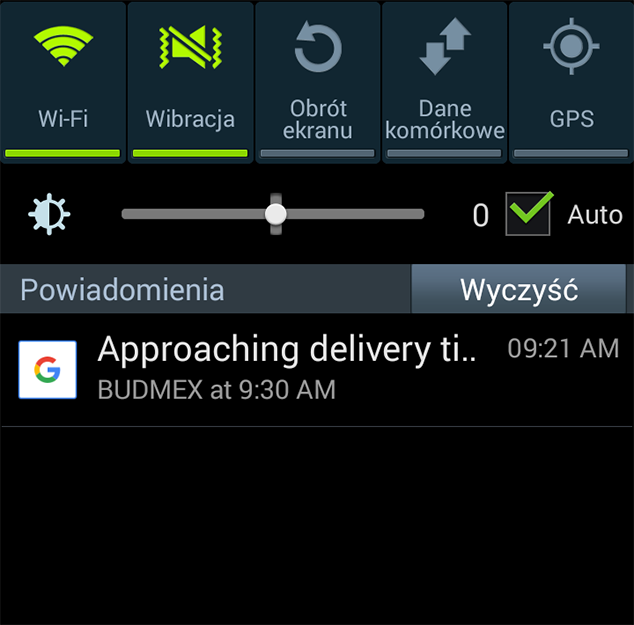 Wi-Fi
Wibracja
Obrót
ekranu
Dane
komórkowe
GPS
0
Auto
Powiadomienia
Wyczyść
Approaching delivery ti..
09:21 AM
BUDMEX at 9:30 AM